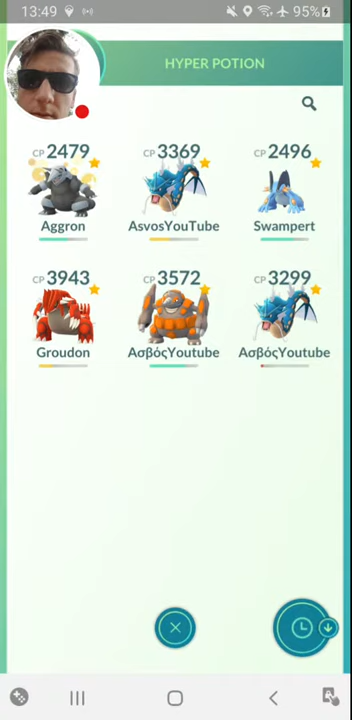 13:49
95%
HYPER POTION
CP 2479
CP 3369
CP 2496
Aggron
AsvosYouTube
Swampert
CP 3943
CP 3572
CP 3299
Groudon
ΑσβόςYoutube
ΑσβόςYoutube